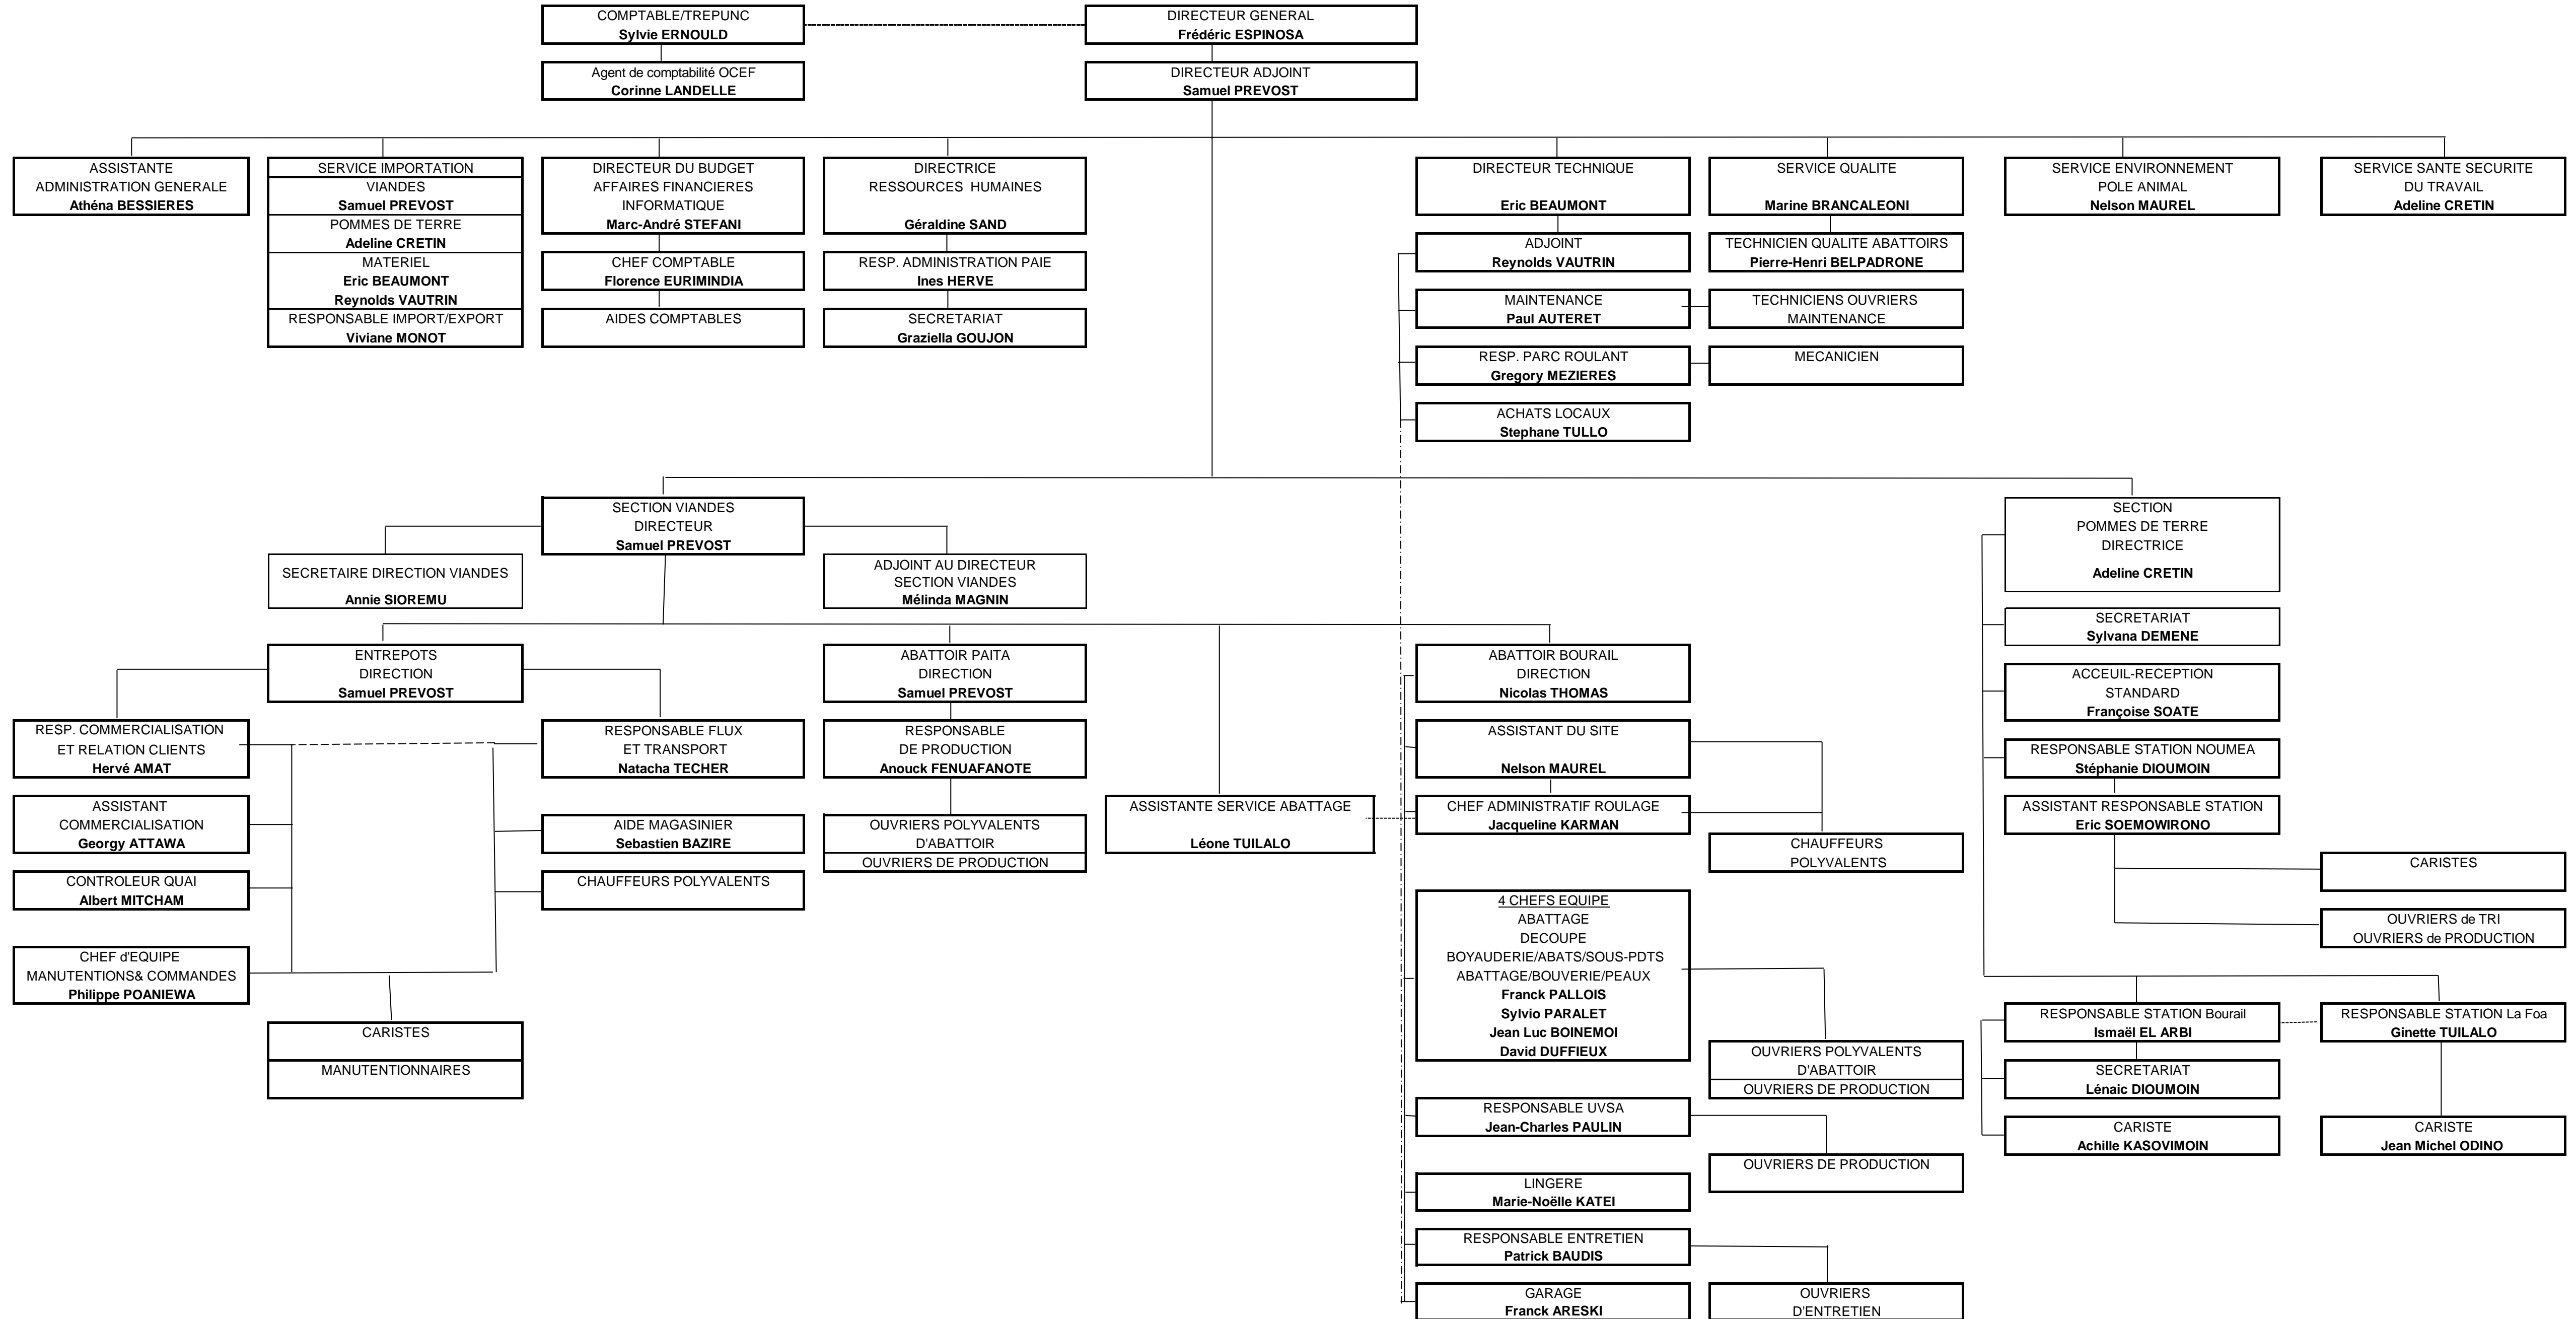 COMPTABLE/TREPUNC
Sylvie ERNOULD
DIRECTEUR GENERAL
Frédéric ESPINOSA
Agent de comptabilité OCEF
Corinne LANDELLE
DIRECTEUR ADJOINT
Samuel PREVOST
ASSISTANTE
ADMINISTRATION GENERALE
Athéna BESSIERES
SERVICE IMPORTATION
VIANDES
Samuel PREVOST
POMMES DE TERRE
Adeline CRETIN
MATERIEL
Eric BEAUMONT
Reynolds VAUTRIN
RESPONSABLE IMPORT/EXPORT
Viviane MONOT
DIRECTEUR DU BUDGET
AFFAIRES FINANCIERES
INFORMATIQUE
Marc-André STEFANI
CHEF COMPTABLE
Florence EURIMINDIA
AIDES COMPTABLES
DIRECTRICE
RESSOURCES HUMAINES
Géraldine SAND
RESP. ADMINISTRATION PAIE
Ines HERVE
SECRETARIAT
Graziella GOUJON
DIRECTEUR TECHNIQUE
Eric BEAUMONT
ADJOINT
Reynolds VAUTRIN
MAINTENANCE
Paul AUTERET
RESP. PARC ROULANT
Gregory MEZIERES
ACHATS LOCAUX
Stephane TULLO
SERVICE QUALITE
Marine BRANCALEONI
TECHNICIEN QUALITE ABATTOIRS
Pierre-Henri BELPADRONE
TECHNICIENS OUVRIERS
MAINTENANCE
MECANICIEN
SERVICE ENVIRONNEMENT
POLE ANIMAL
Nelson MAUREL
SERVICE SANTE SECURITE
DU TRAVAIL
Adeline CRETIN
SECTION VIANDES
DIRECTEUR
Samuel PREVOST
SECRETAIRE DIRECTION VIANDES
Annie SIOREMU
ADJOINT AU DIRECTEUR
SECTION VIANDES
Mélinda MAGNIN
ENTREPOTS
DIRECTION
Samuel PREVOST
RESP. COMMERCIALISATION
ET RELATION CLIENTS
Hervé AMAT
ASSISTANT
COMMERCIALISATION
Georgy ATTAWA
CONTROLEUR QUAI
Albert MITCHAM
CHEF d'EQUIPE
MANUTENTIONS& COMMANDES
Philippe POANIEWA
CARISTES
MANUTENTIONNAIRES
RESPONSABLE FLUX
ET TRANSPORT
Natacha TECHER
AIDE MAGASINIER
Sebastien BAZIRE
CHAUFFEURS POLYVALENTS
ABATTOIR PAITA
DIRECTION
Samuel PREVOST
RESPONSABLE
DE PRODUCTION
Anouck FENUAFANOTE
OUVRIERS POLYVALENTS
D'ABATTOIR
OUVRIERS DE PRODUCTION
ASSISTANTE SERVICE ABATTAGE
Léone TUILALO
ABATTOIR BOURAIL
DIRECTION
Nicolas THOMAS
ASSISTANT DU SITE
Nelson MAUREL
CHEF ADMINISTRATIF ROULAGE
Jacqueline KARMAN
CHAUFFEURS
POLYVALENTS
4 CHEFS EQUIPE
ABATTAGE
DECOUPE
BOYAUDERIE/ABATS/SOUS-PDTS
ABATTAGE/BOUVERIE/PEAUX
Franck PALLOIS
Sylvio PARALET
Jean Luc BOINEMOI
David DUFFIEUX
OUVRIERS POLYVALENTS
D'ABATTOIR
OUVRIERS DE PRODUCTION
RESPONSABLE UVSA
Jean-Charles PAULIN
OUVRIERS DE PRODUCTION
LINGERE
Marie-Noëlle KATEI
RESPONSABLE ENTRETIEN
Patrick BAUDIS
GARAGE
Franck ARESKI
OUVRIERS
D'ENTRETIEN
SECTION
POMMES DE TERRE
DIRECTRICE
Adeline CRETIN
SECRETARIAT
Sylvana DEMENE
ACCEUIL-RECEPTION
STANDARD
Françoise SOATE
RESPONSABLE STATION NOUMEA
Stéphanie DIOUMOIN
ASSISTANT RESPONSABLE STATION
Eric SOEMOWIRONO
CARISTES
OUVRIERS de TRI
OUVRIERS de PRODUCTION
RESPONSABLE STATION Bourail
Ismaël EL ARBI
SECRETARIAT
Lénaic DIOUMOIN
CARISTE
Achille KASOVIMOIN
RESPONSABLE STATION La Foa
Ginette TUILALO
CARISTE
Jean Michel ODINO